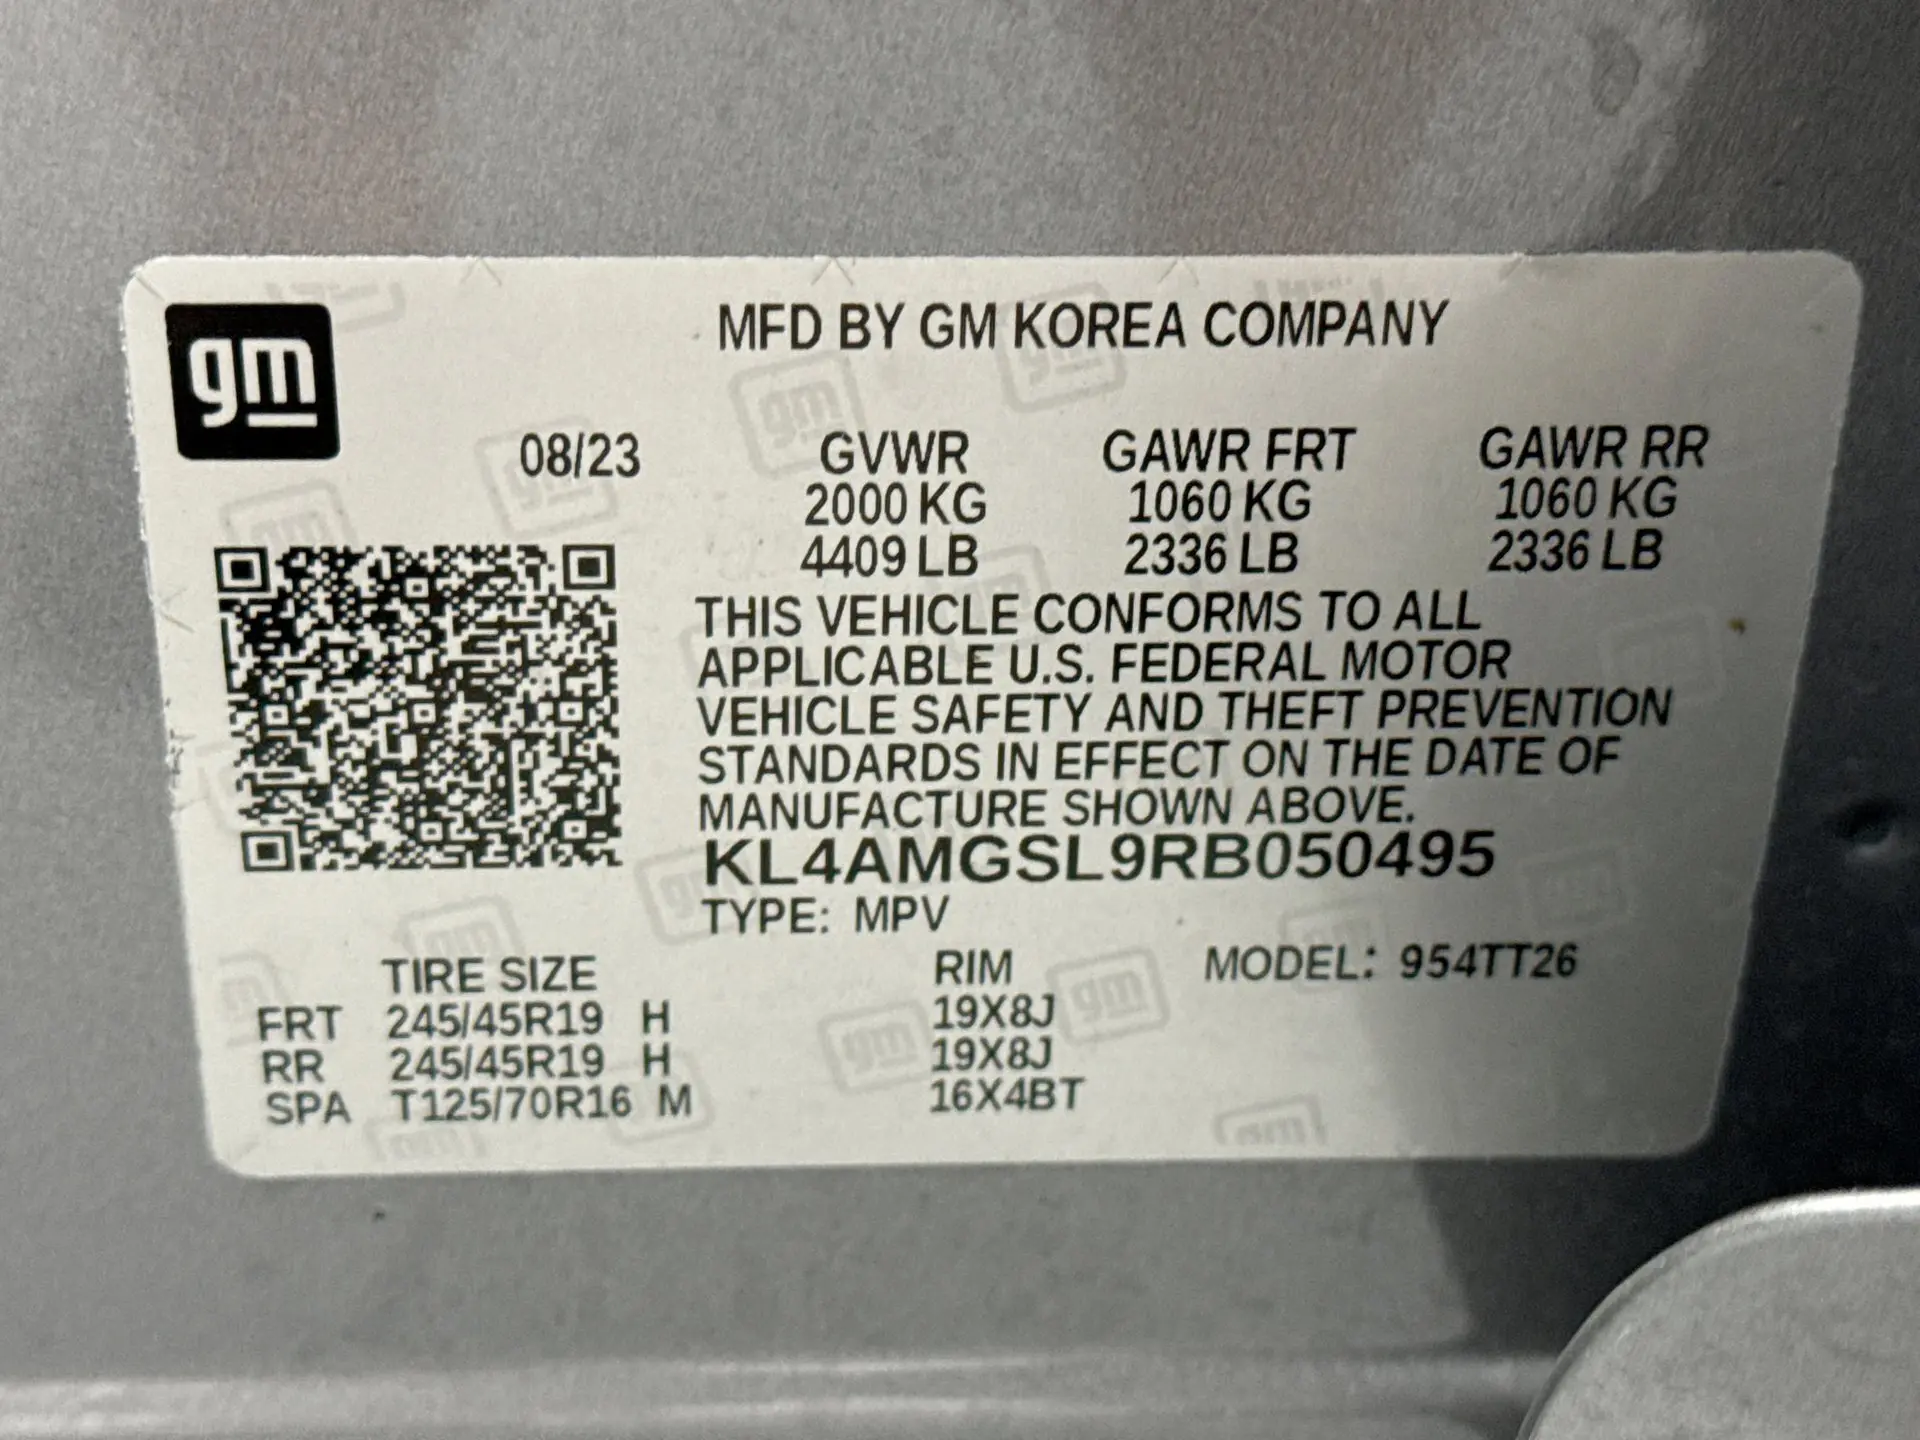 gm
MFD BY GM KOREA COMPANY
08/23 GVWR GAWR FRT GAWR RR
2000 KG 1060 KG 1060 KG
4409 LB 2336 LB 2336 LB
THIS VEHICLE CONFORMS TO ALL
APPLICABLE U.S. FEDERAL MOTOR
VEHICLE SAFETY AND THEFT PREVENTION
STANDARDS IN EFFECT ON THE DATE OF
MANUFACTURE SHOWN ABOVE.
KL4AMGSL9RB050495
TYPE: MPV
TIRE SIZE RIM MODEL: 954TT26
FRT 245/45R19 H 19X8J
RR 245/45R19 H 19X8J
SPA T125/70R16 M 16X4BT